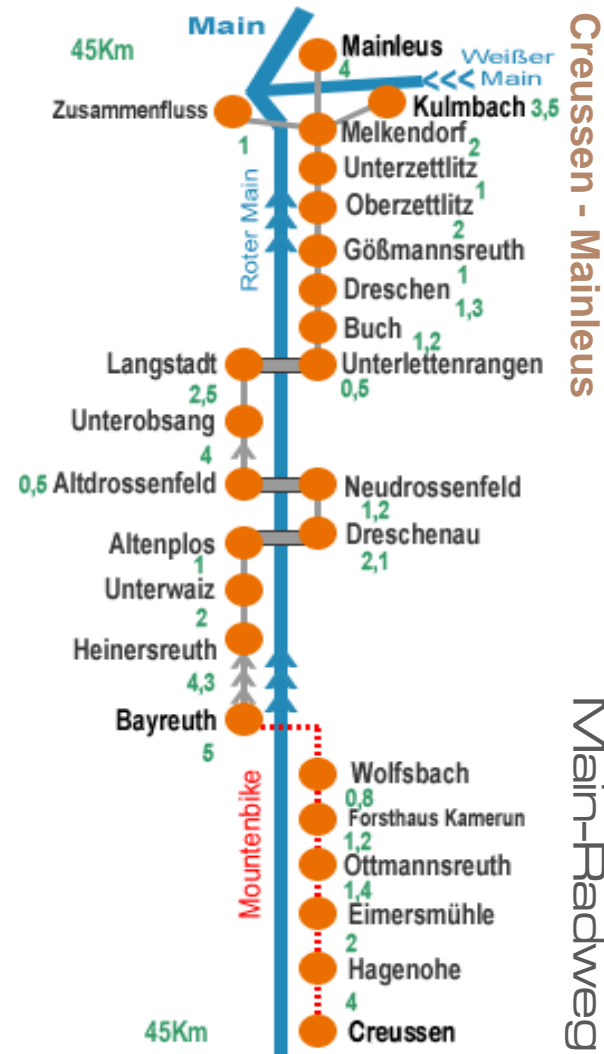 Main
45Km
Mainleus
4
Weißer
Main
Zusammenfluss
Kulmbach 3,5
1
Melkendorf
2
Unterzettlitz
1
Oberzettlitz
2
Roter Main
Gößmannsreuth
1
Dreschen
1,3
Buch
1,2
Langstadt
Unterlettenrangen
2,5
0,5
Unterobsang
4
0,5 Altdrossenfeld
Neudrossenfeld
1,2
Altenplos
Dreschenau
1
2,1
Unterwaiz
2
Heinersreuth
4,3
Bayreuth
5
Wolfsbach
0,8
Forsthaus Kamerun
1,2
Mountenbike
Ottmannsreuth
1,4
Eimersmühle
2
Hagenohe
4
45Km
Creussen
Creussen - Mainleus
Main-Radweg